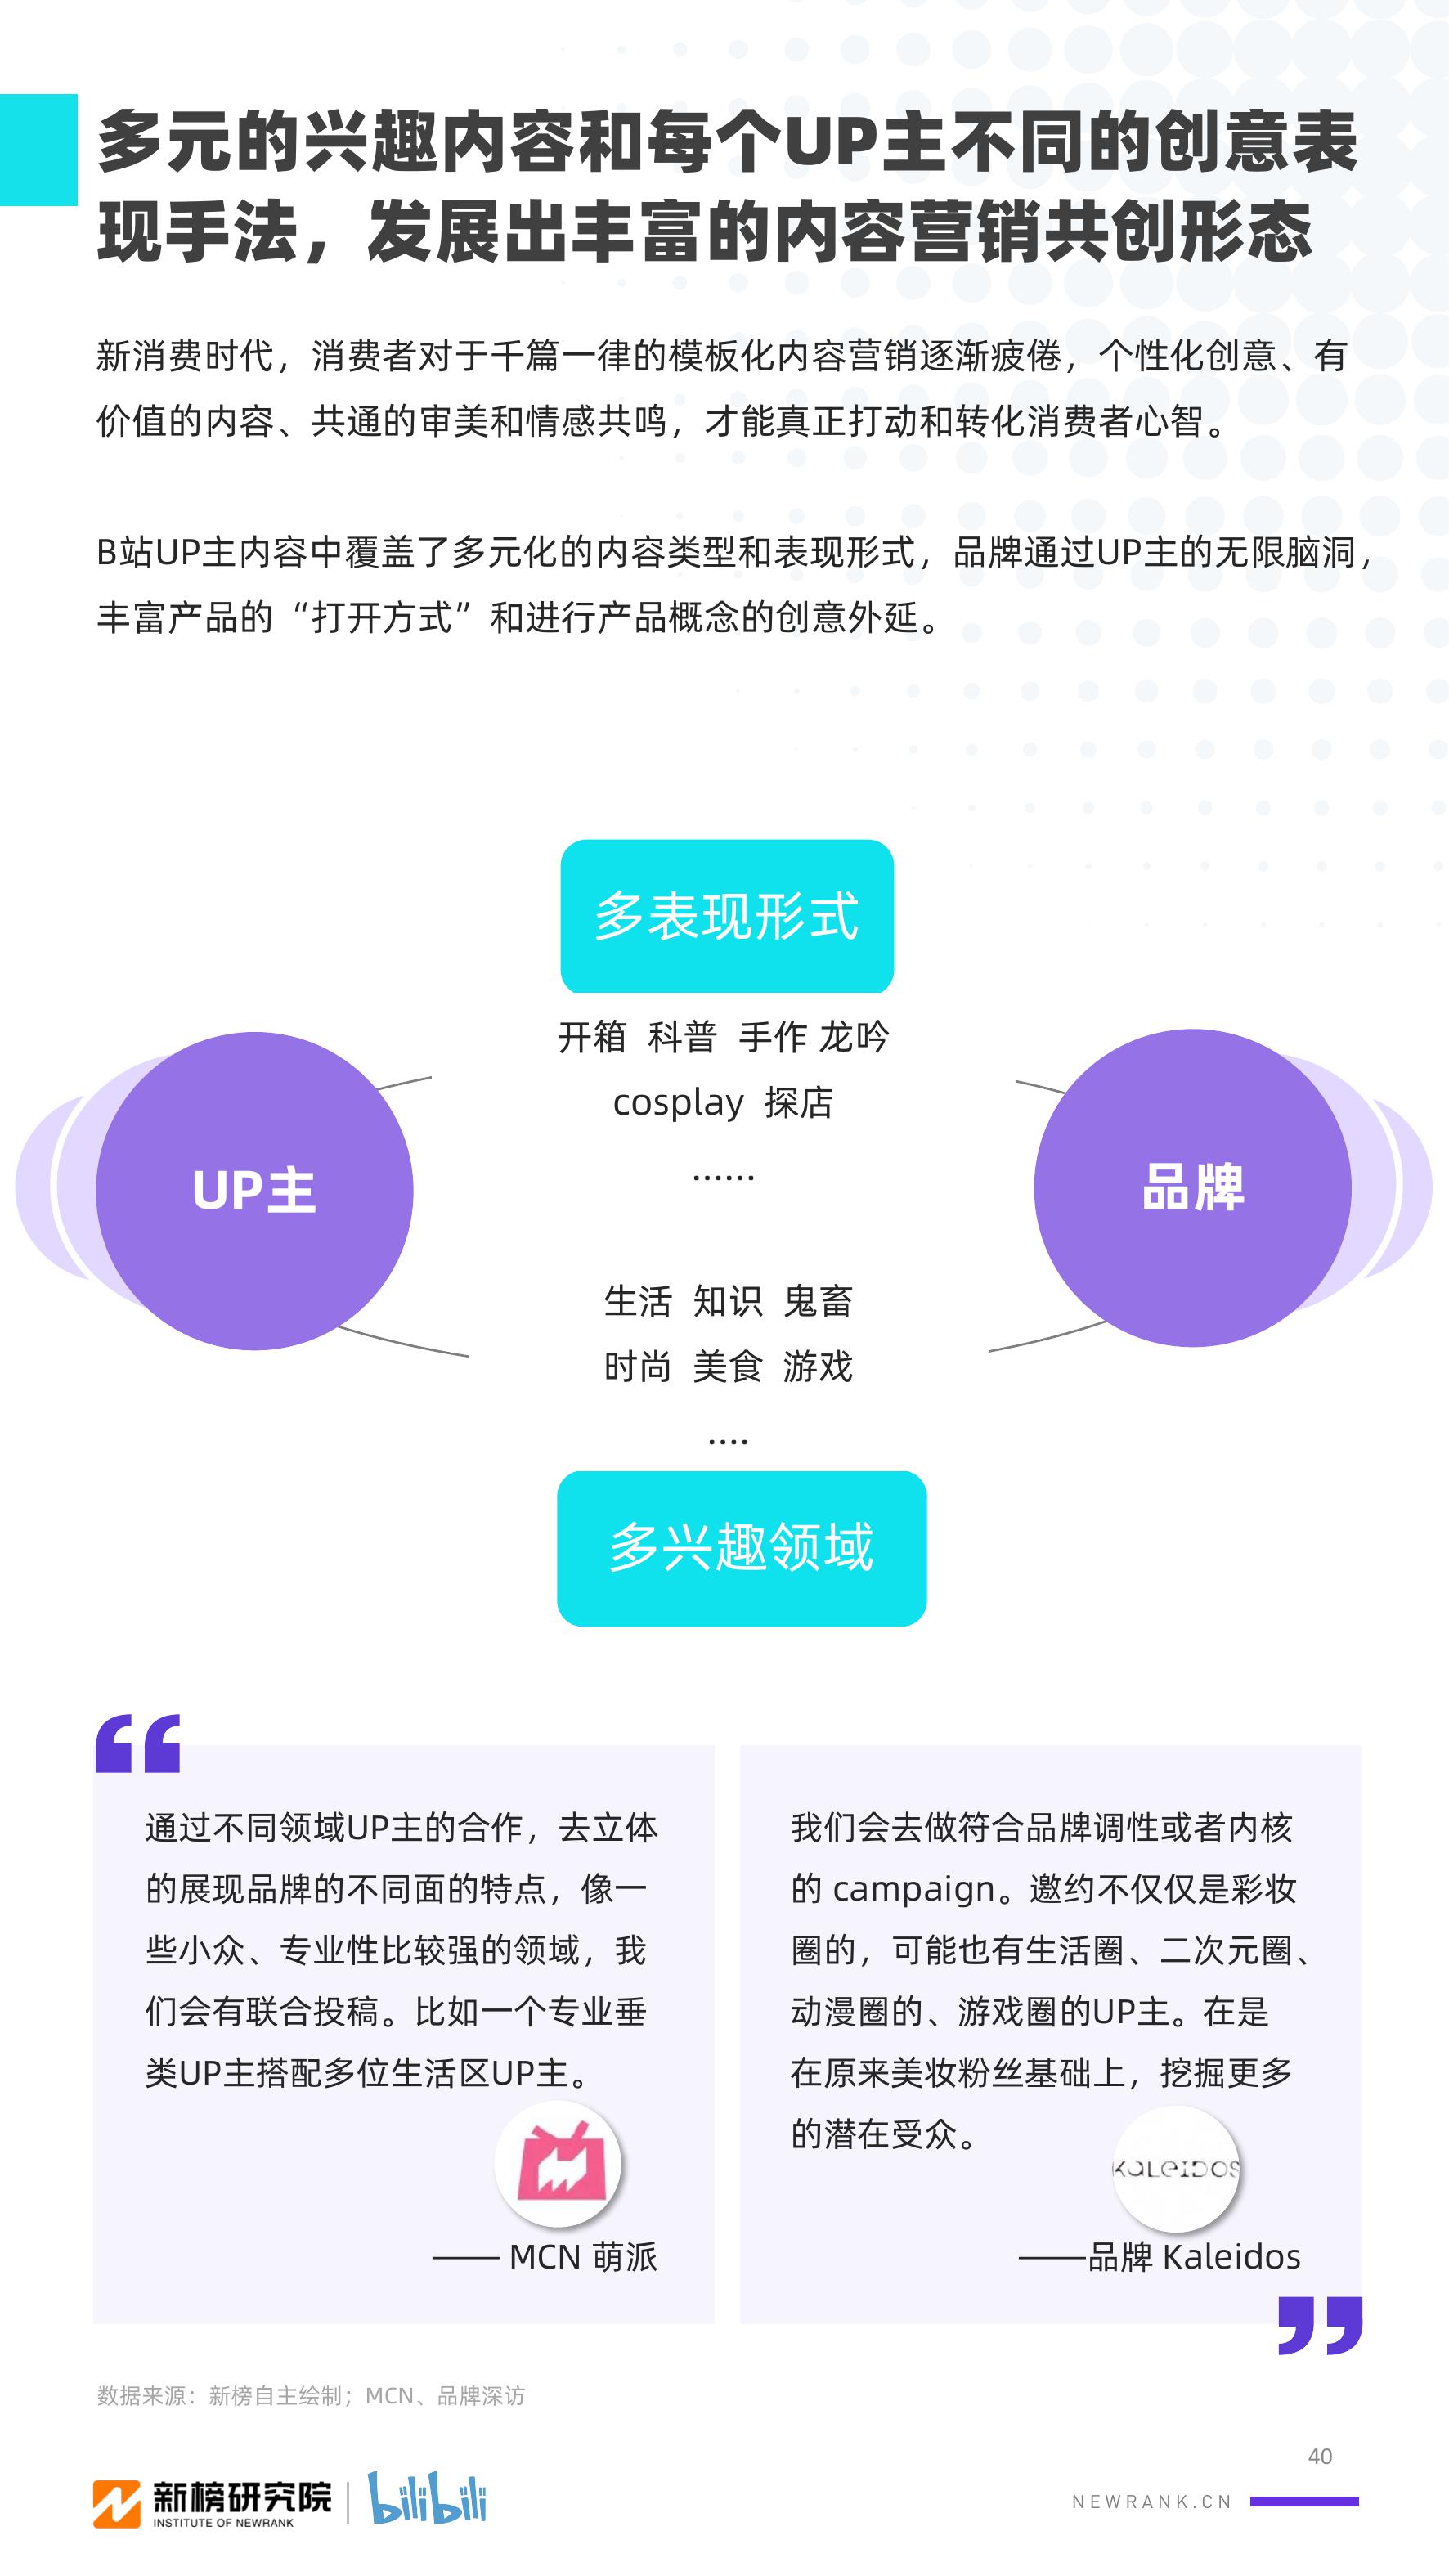 多元的兴趣内容和每个UP主不同的创意表
现手法，发展出丰富的内容营销共创形态
新消费时代，消费者对于千篇一律的模板化内容营销逐渐疲倦，个性化创意、有
价值的内容、共通的审美和情感共鸣，才能真正打动和转化消费者心智。
B站UP主内容中覆盖了多元化的内容类型和表现形式，品牌通过UP主的无限脑洞，
丰富产品的“打开方式”和进行产品概念的创意外延。
多表现形式
开箱 科普 手作 龙吟
cosplay 探店
......
UP主
品牌
生活 知识 鬼畜
时尚 美食 游戏
....
多兴趣领域
通过不同领域UP主的合作，去立体
的展现品牌的不同面的特点，像一
些小众、专业性比较强的领域，我
们会有联合投稿。比如一个专业垂
类UP主搭配多位生活区UP主。
—— MCN 萌派
我们会去做符合品牌调性或者内核
的 campaign。邀约不仅仅是彩妆
圈的，可能也有生活圈、二次元圈、
动漫圈的、游戏圈的UP主。在是
在原来美妆粉丝基础上，挖掘更多
的潜在受众。
KALEIDOS
——品牌 Kaleidos
数据来源：新榜自主绘制；MCN、品牌深访
40
新榜研究院
INSTITUTE OF NEWRANK
bilibili
NEWRANK.CN